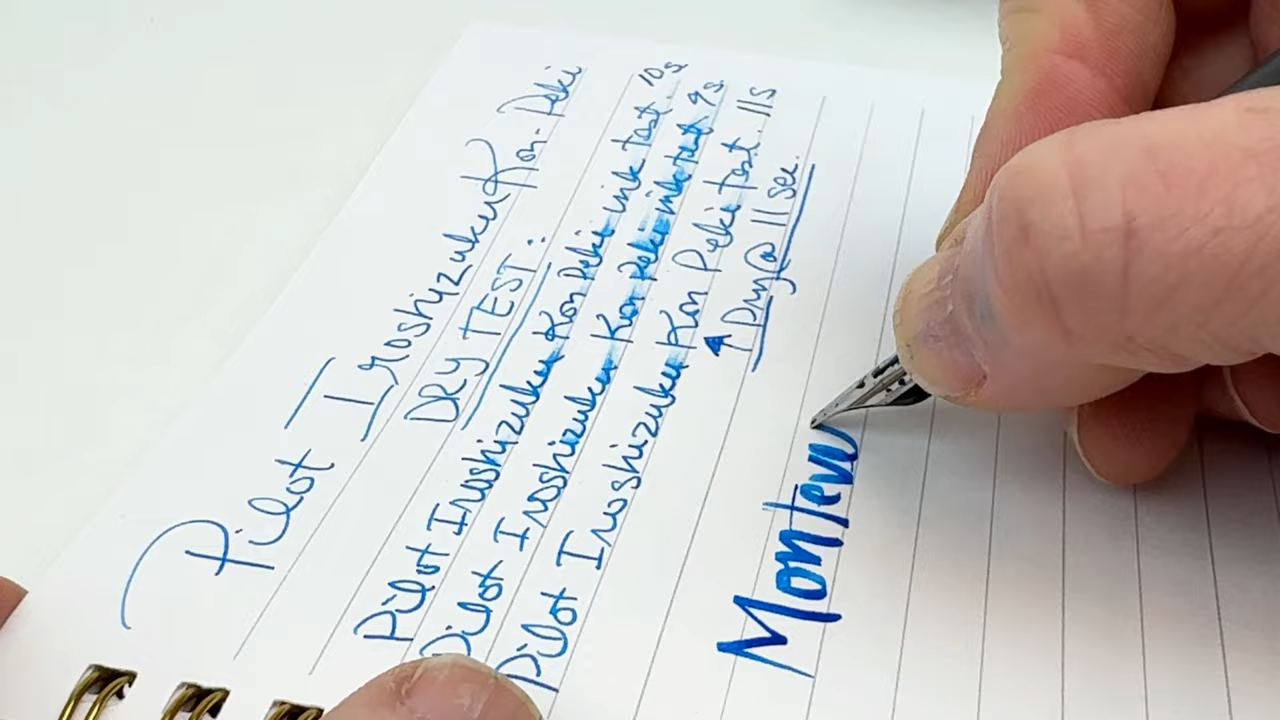 Pilot Iroshizuku Kon-Peki
DRY TEST:
Pilot Iroshizuku Kon Peki ink test. 10s
Pilot Iroshizuku Kon Peki ink test 9s
Pilot Iroshizuku Kon Peki Test. 11s
↑ Dry @ 11 sec.
Monteve